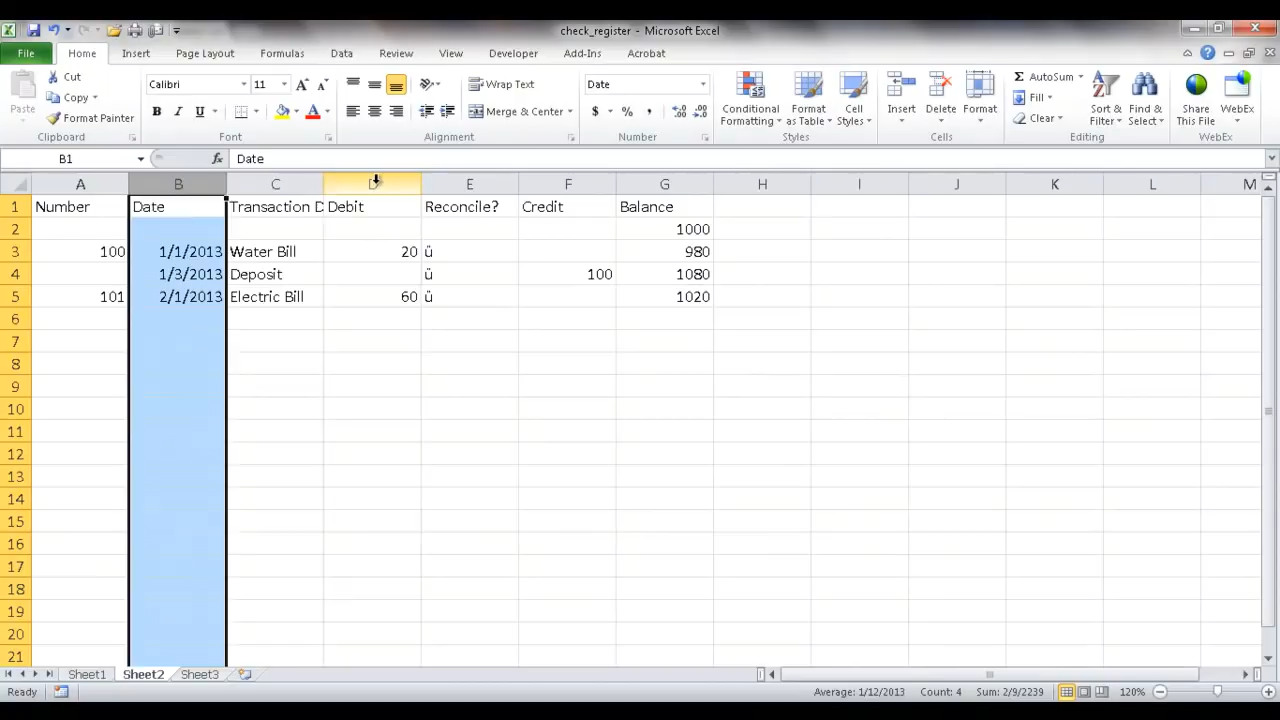 check_register - Microsoft Excel
File Home Insert Page Layout Formulas Data Review View Developer Add-Ins Acrobat
Paste Cut Copy Format Painter Clipboard
Calibri 11 B I U A A A Font
Wrap Text Merge & Center Alignment
Date $ % , .0 .00 .00 .0 Number
Conditional Formatting Format as Table Cell Styles Styles
Insert Delete Format Cells
Σ AutoSum Fill Clear Sort & Filter Find & Select Editing
Share This File WebEx WebEx
B1 fx Date
A B C D E F G H I J K L M
1 Number Date Transaction D Debit Reconcile? Credit Balance
2 1000
3 100 1/1/2013 Water Bill 20 ü 980
4 1/3/2013 Deposit ü 100 1080
5 101 2/1/2013 Electric Bill 60 ü 1020
6
7
8
9
10
11
12
13
14
15
16
17
18
19
20
21
Sheet1 Sheet2 Sheet3
Ready Average: 1/12/2013 Count: 4 Sum: 2/9/2239 120%